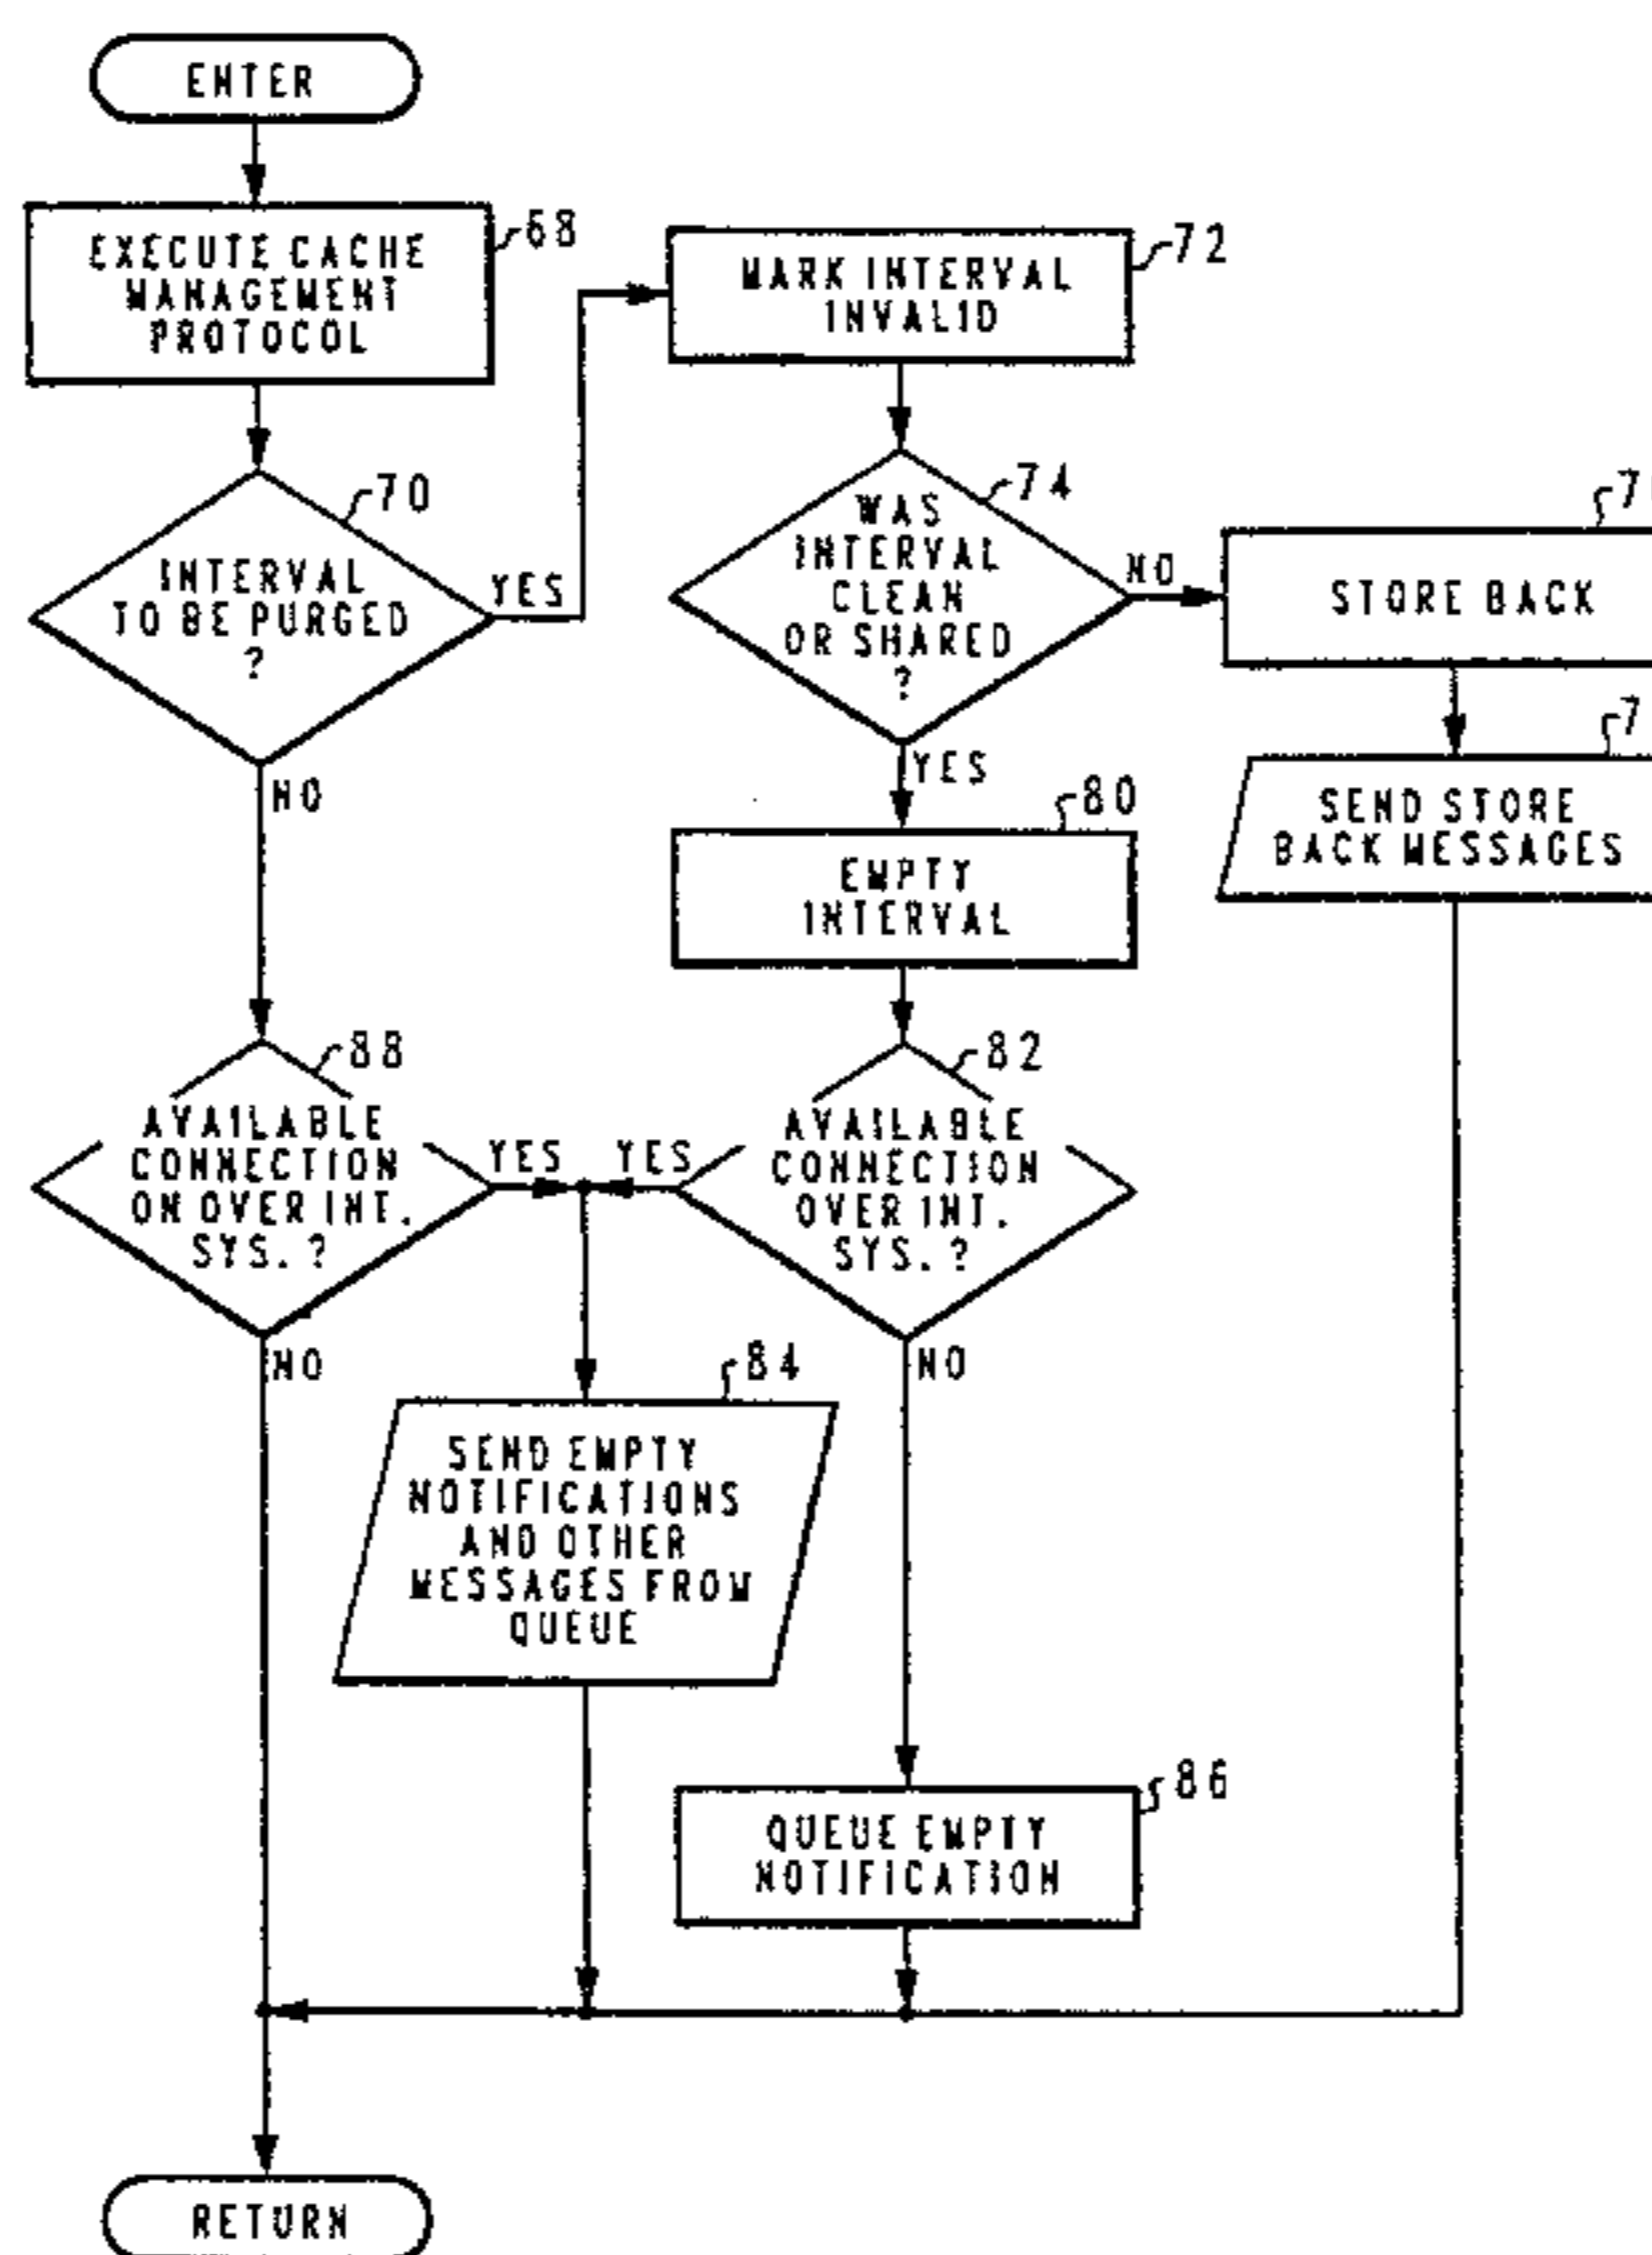 ENTER
EXECUTE CACHE
MANAGEMENT
PROTOCOL
68
INTERVAL
TO BE PURGED
?
70
YES
NO
MARK INTERVAL
INVALID
72
WAS
INTERVAL
CLEAN
OR SHARED
?
74
NO
YES
STORE BACK
SEND STORE
BACK MESSAGES
EMPTY
INTERVAL
80
AVAILABLE
CONNECTION
ON OVER INT.
SYS. ?
88
YES
NO
AVAILABLE
CONNECTION
OVER INT.
SYS. ?
82
YES
NO
SEND EMPTY
NOTIFICATIONS
AND OTHER
MESSAGES FROM
QUEUE
84
QUEUE EMPTY
NOTIFICATION
86
RETURN